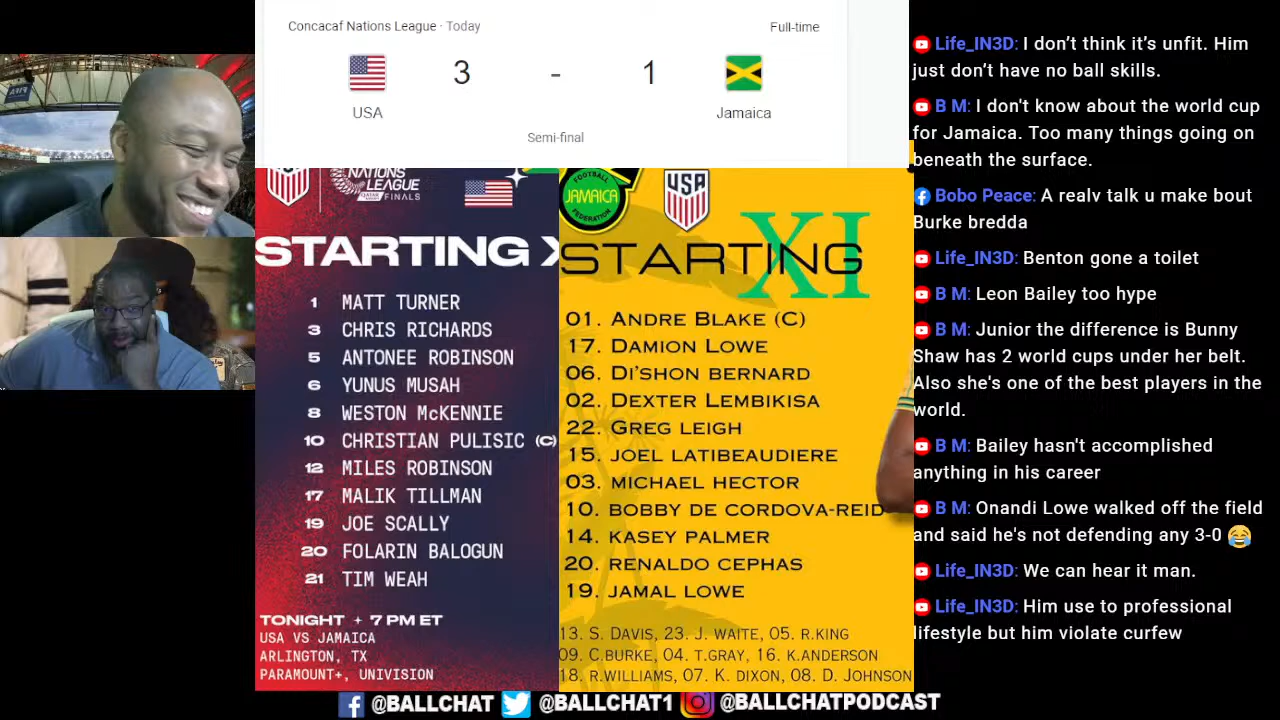 Concacaf Nations League · Today
Full-time
3 - 1
USA
Jamaica
Semi-final
NATIONS
LEAGUE
FINALS
STARTING X
1 MATT TURNER
3 CHRIS RICHARDS
5 ANTONEE ROBINSON
6 YUNUS MUSAH
8 WESTON McKENNIE
10 CHRISTIAN PULISIC (C)
12 MILES ROBINSON
17 MALIK TILLMAN
19 JOE SCALLY
20 FOLARIN BALOGUN
21 TIM WEAH
TONIGHT + 7 PM ET
USA VS JAMAICA
ARLINGTON, TX
PARAMOUNT+, UNIVISION
FOOTBALL
JAMAICA
FEDERATION
USA
STARTING XI
01. ANDRE BLAKE (C)
17. DAMION LOWE
06. DI'SHON BERNARD
02. DEXTER LEMBIKISA
22. GREG LEIGH
15. JOEL LATIBEAUDIERE
03. MICHAEL HECTOR
10. BOBBY DE CORDOVA-REID
14. KASEY PALMER
20. RENALDO CEPHAS
19. JAMAL LOWE
13. S. DAVIS, 23. J. WAITE, 05. R.KING
09. C.BURKE, 04. T.GRAY, 16. K.ANDERSON
18. R.WILLIAMS, 07. K. DIXON, 08. D. JOHNSON
Life_IN3D: I don't think it's unfit. Him
just don't have no ball skills.
B M: I don't know about the world cup
for Jamaica. Too many things going on
beneath the surface.
Bobo Peace: A realv talk u make bout
Burke bredda
Life_IN3D: Benton gone a toilet
B M: Leon Bailey too hype
B M: Junior the difference is Bunny
Shaw has 2 world cups under her belt.
Also she's one of the best players in the
world.
B M: Bailey hasn't accomplished
anything in his career
B M: Onandi Lowe walked off the field
and said he's not defending any 3-0 😂
Life_IN3D: We can hear it man.
Life_IN3D: Him use to professional
lifestyle but him violate curfew
@BALLCHAT @BALLCHAT1 @BALLCHATPODCAST